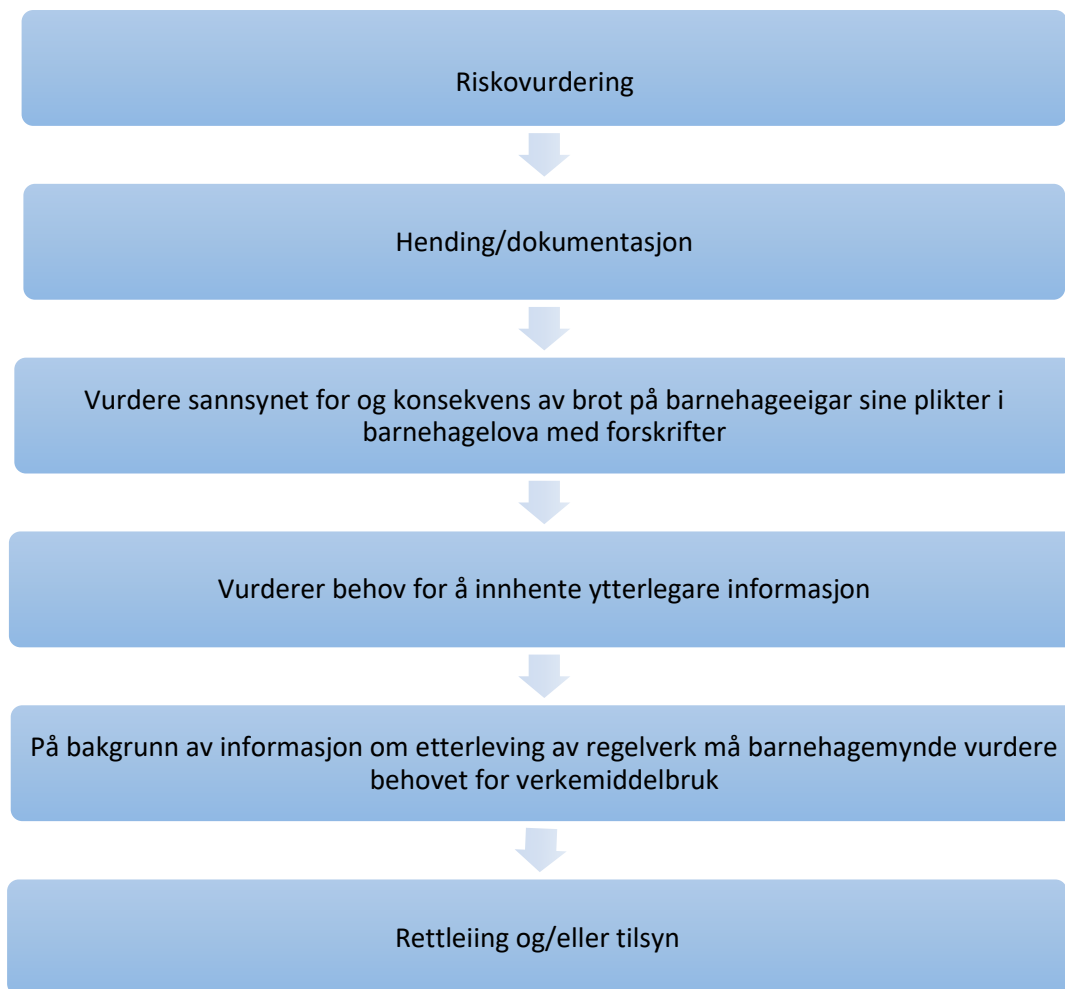 Riskovurdering
Hending/dokumentasjon
Vurdere sannsynet for og konsekvens av brot på barnehageeigar sine plikter i
barnehagelova med forskrifter
Vurderer behov for å innhente ytterlegare informasjon
På bakgrunn av informasjon om etterleving av regelverk må barnehagemynde vurdere
behovet for verkemiddelbruk
Rettleiing og/eller tilsyn